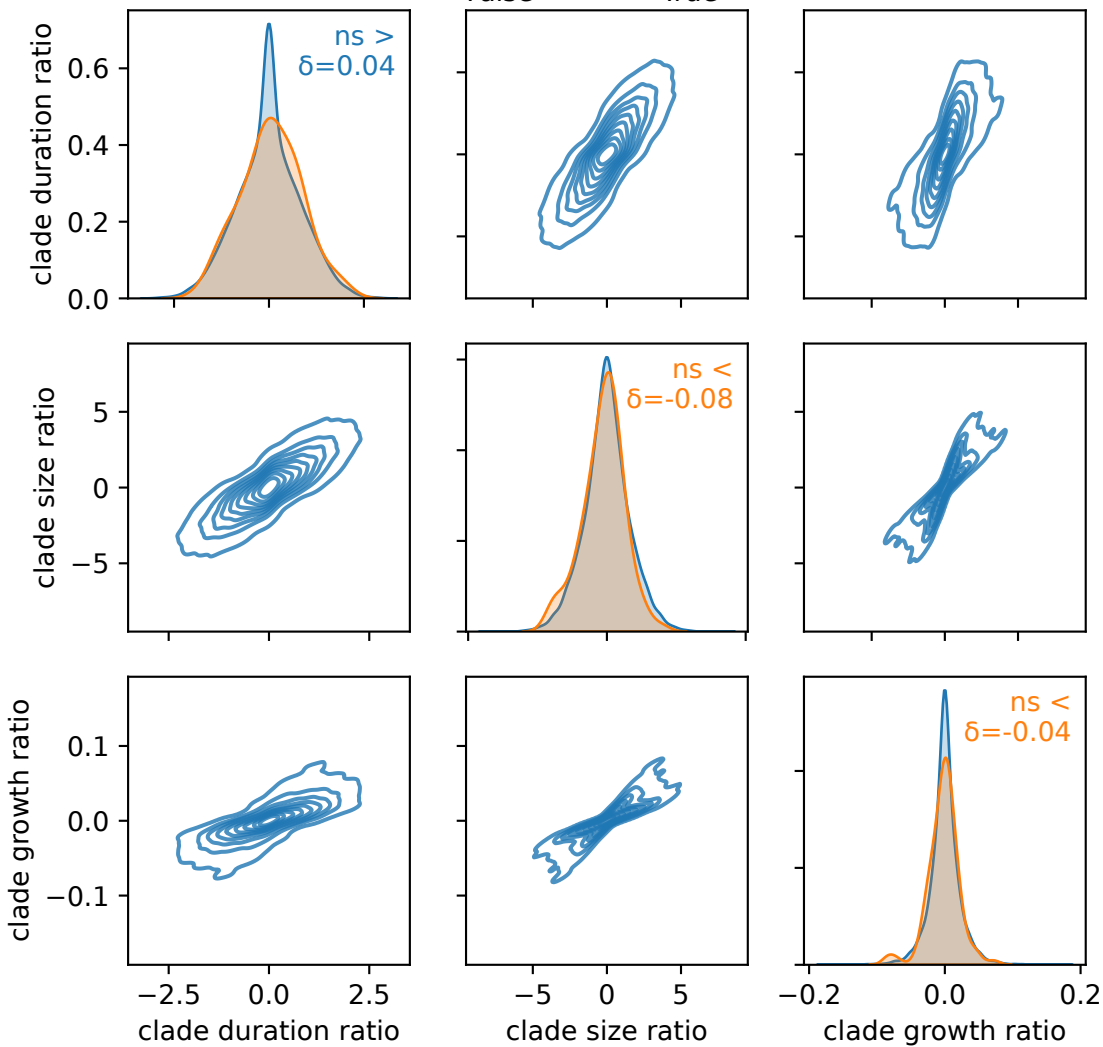 clade duration ratio
0.6
0.4
0.2
0.0
ns >
δ=0.04
clade size ratio
5
0
−5
ns <
δ=-0.08
clade growth ratio
0.1
0.0
−0.1
ns <
δ=-0.04
−2.5 0.0 2.5
−5 0 5
−0.2 0.0 0.2
clade duration ratio
clade size ratio
clade growth ratio